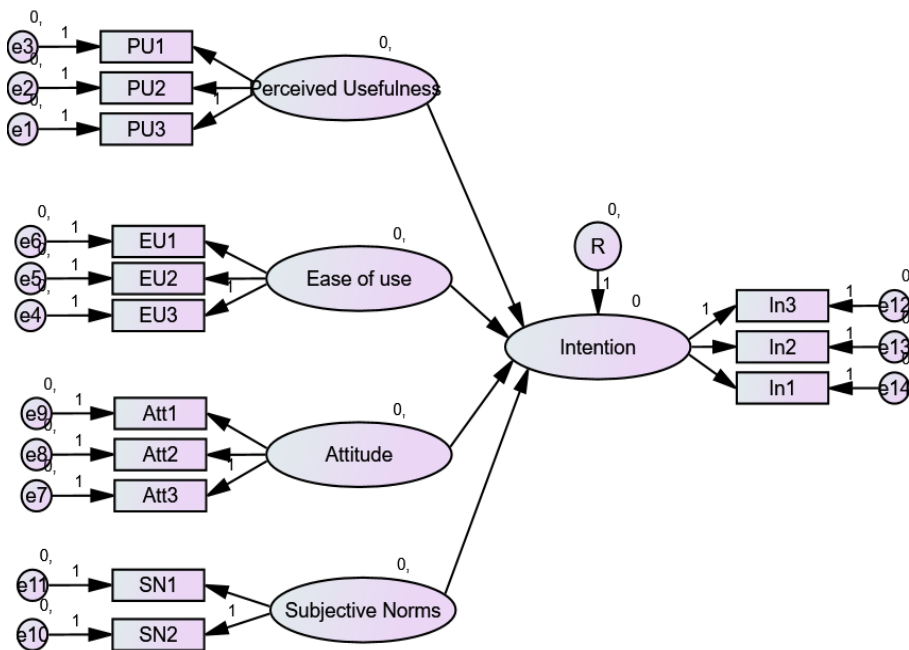 0,
e3 1 PU1
0,
e2 1 PU2
0,
e1 1 PU3
1
0,
Perceived Usefulness
0,
e6 1 EU1
0,
e5 1 EU2
0,
e4 1 EU3
1
0,
Ease of use
0,
R
1
0
Intention
1
In3 1 e12 0
In2 1 e13 0
In1 1 e14 0
0,
e9 1 Att1
0,
e8 1 Att2
0,
e7 1 Att3
1
0,
Attitude
0,
e11 1 SN1
0,
e10 1 SN2
1
0,
Subjective Norms